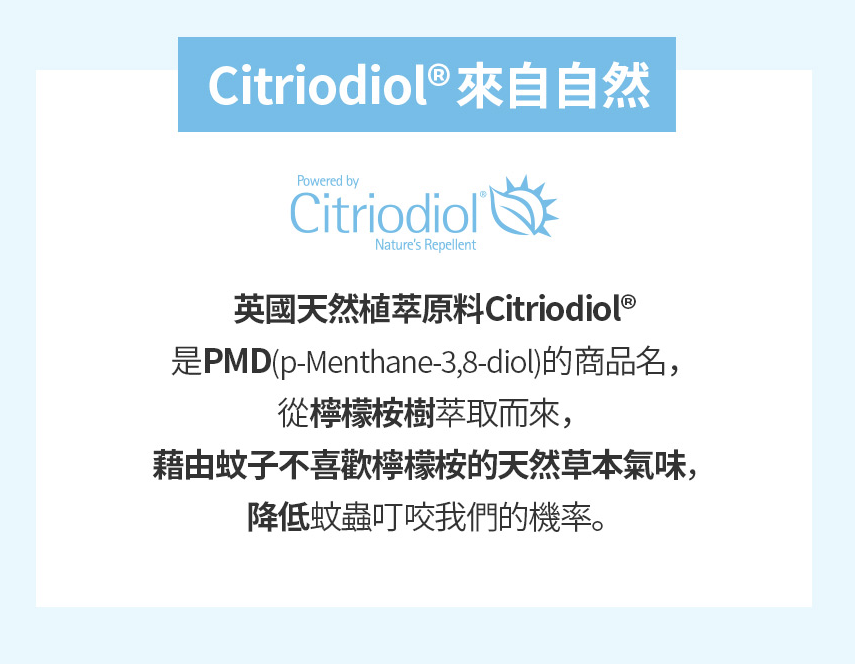 Citriodiol® 來自自然
Powered by
Citriodiol®
Nature's Repellent
英國天然植萃原料Citriodiol®
是PMD(p-Menthane-3,8-diol)的商品名，
從檸檬桉樹萃取而來，
藉由蚊子不喜歡檸檬桉的天然草本氣味，
降低蚊蟲叮咬我們的機率。